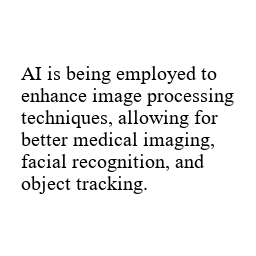 AI is being employed to
enhance image processing
techniques, allowing for
better medical imaging,
facial recognition, and
object tracking.